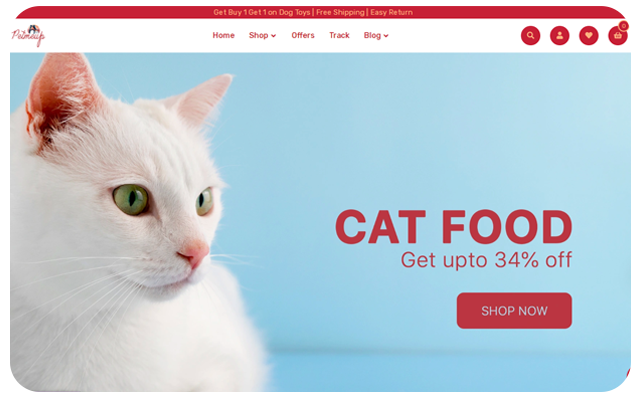 Get Buy 1 Get 1 on Dog Toys | Free Shipping | Easy Return
Petmeup
Home Shop Offers Track Blog
0
CAT FOOD
Get upto 34% off
SHOP NOW